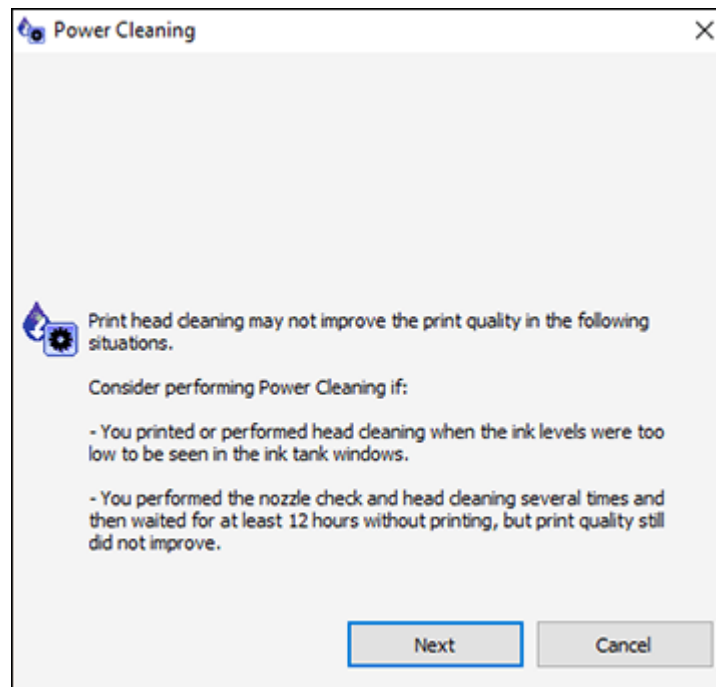 Power Cleaning
Print head cleaning may not improve the print quality in the following
situations.
Consider performing Power Cleaning if:
- You printed or performed head cleaning when the ink levels were too
low to be seen in the ink tank windows.
- You performed the nozzle check and head cleaning several times and
then waited for at least 12 hours without printing, but print quality still
did not improve.
Next
Cancel